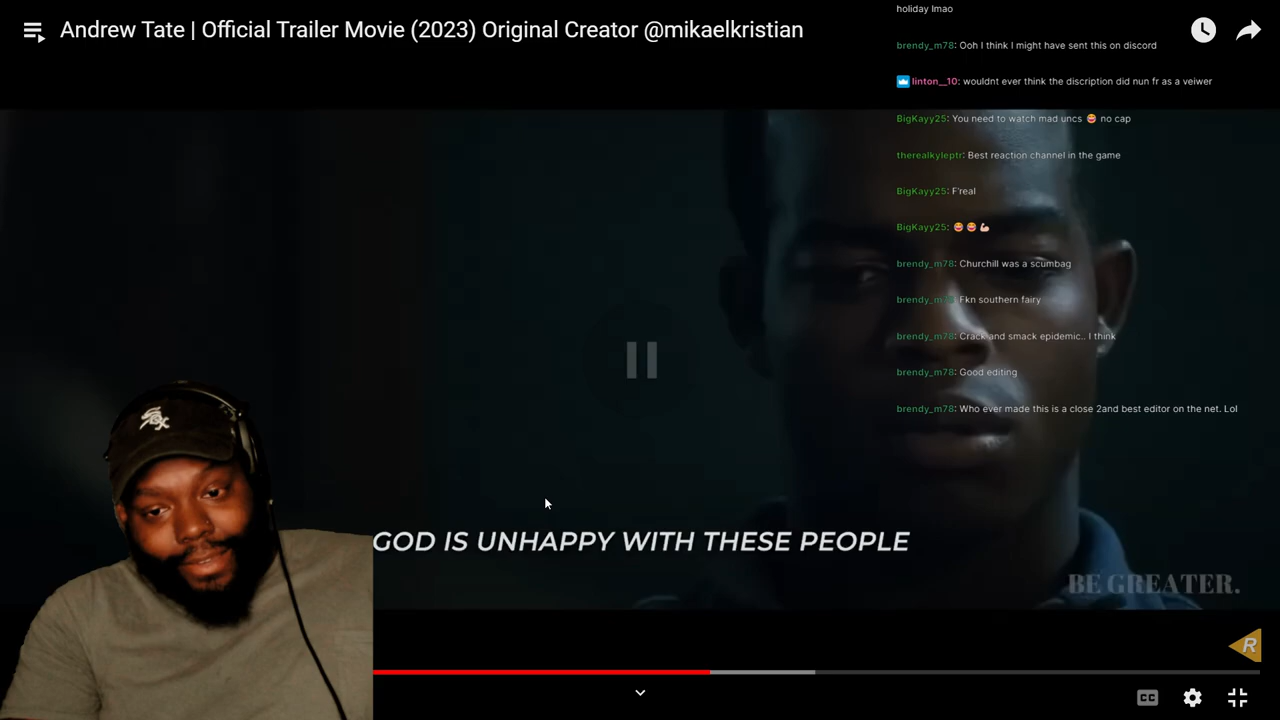 Andrew Tate | Official Trailer Movie (2023) Original Creator @mikaelkristian
holiday lmao
brendy_m78: Ooh I think I might have sent this on discord
linton__10: wouldnt ever think the discription did nun fr as a veiwer
BigKayy25: You need to watch mad uncs 🥵 no cap
therealkyleptr: Best reaction channel in the game
BigKayy25: F'real
BigKayy25: 🥵 🥵 💪🏻
brendy_m78: Churchill was a scumbag
brendy_m78: Fkn southern fairy
brendy_m78: Crack and smack epidemic.. I think
brendy_m78: Good editing
brendy_m78: Who ever made this is a close 2and best editor on the net. Lol
GOD IS UNHAPPY WITH THESE PEOPLE
BE GREATER.
R
CC